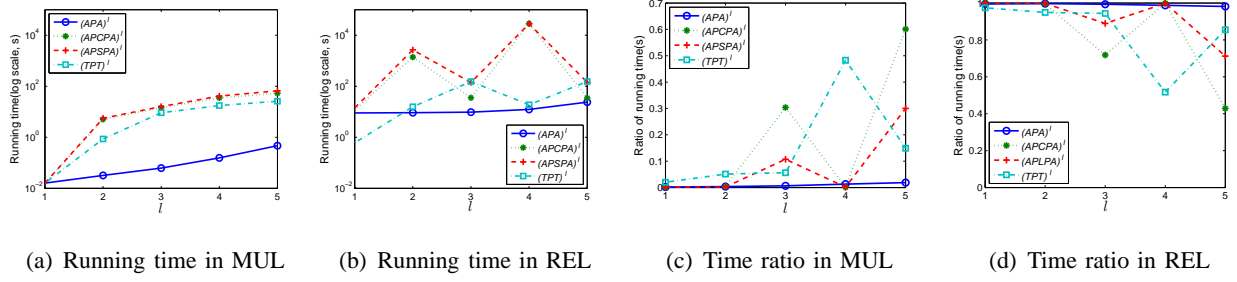 Running time(log scale, s)
10^4
10^2
10^0
10^-2
1 2 3 4 5
l
(APA)^l
(APCPA)^l
(APSPA)^l
(TPT)^l
Running time(log scale, s)
10^4
10^2
10^0
10^-2
1 2 3 4 5
l
(APA)^l
(APCPA)^l
(APSPA)^l
(TPT)^l
Ratio of running time(s)
0.7
0.6
0.5
0.4
0.3
0.2
0.1
0
1 2 3 4 5
l
(APA)^l
(APCPA)^l
(APSPA)^l
(TPT)^l
Ratio of running time(s)
1
0.8
0.6
0.4
0.2
0
1 2 3 4 5
l
(APA)^l
(APCPA)^l
(APLPA)^l
(TPT)^l
(a) Running time in MUL
(b) Running time in REL
(c) Time ratio in MUL
(d) Time ratio in REL